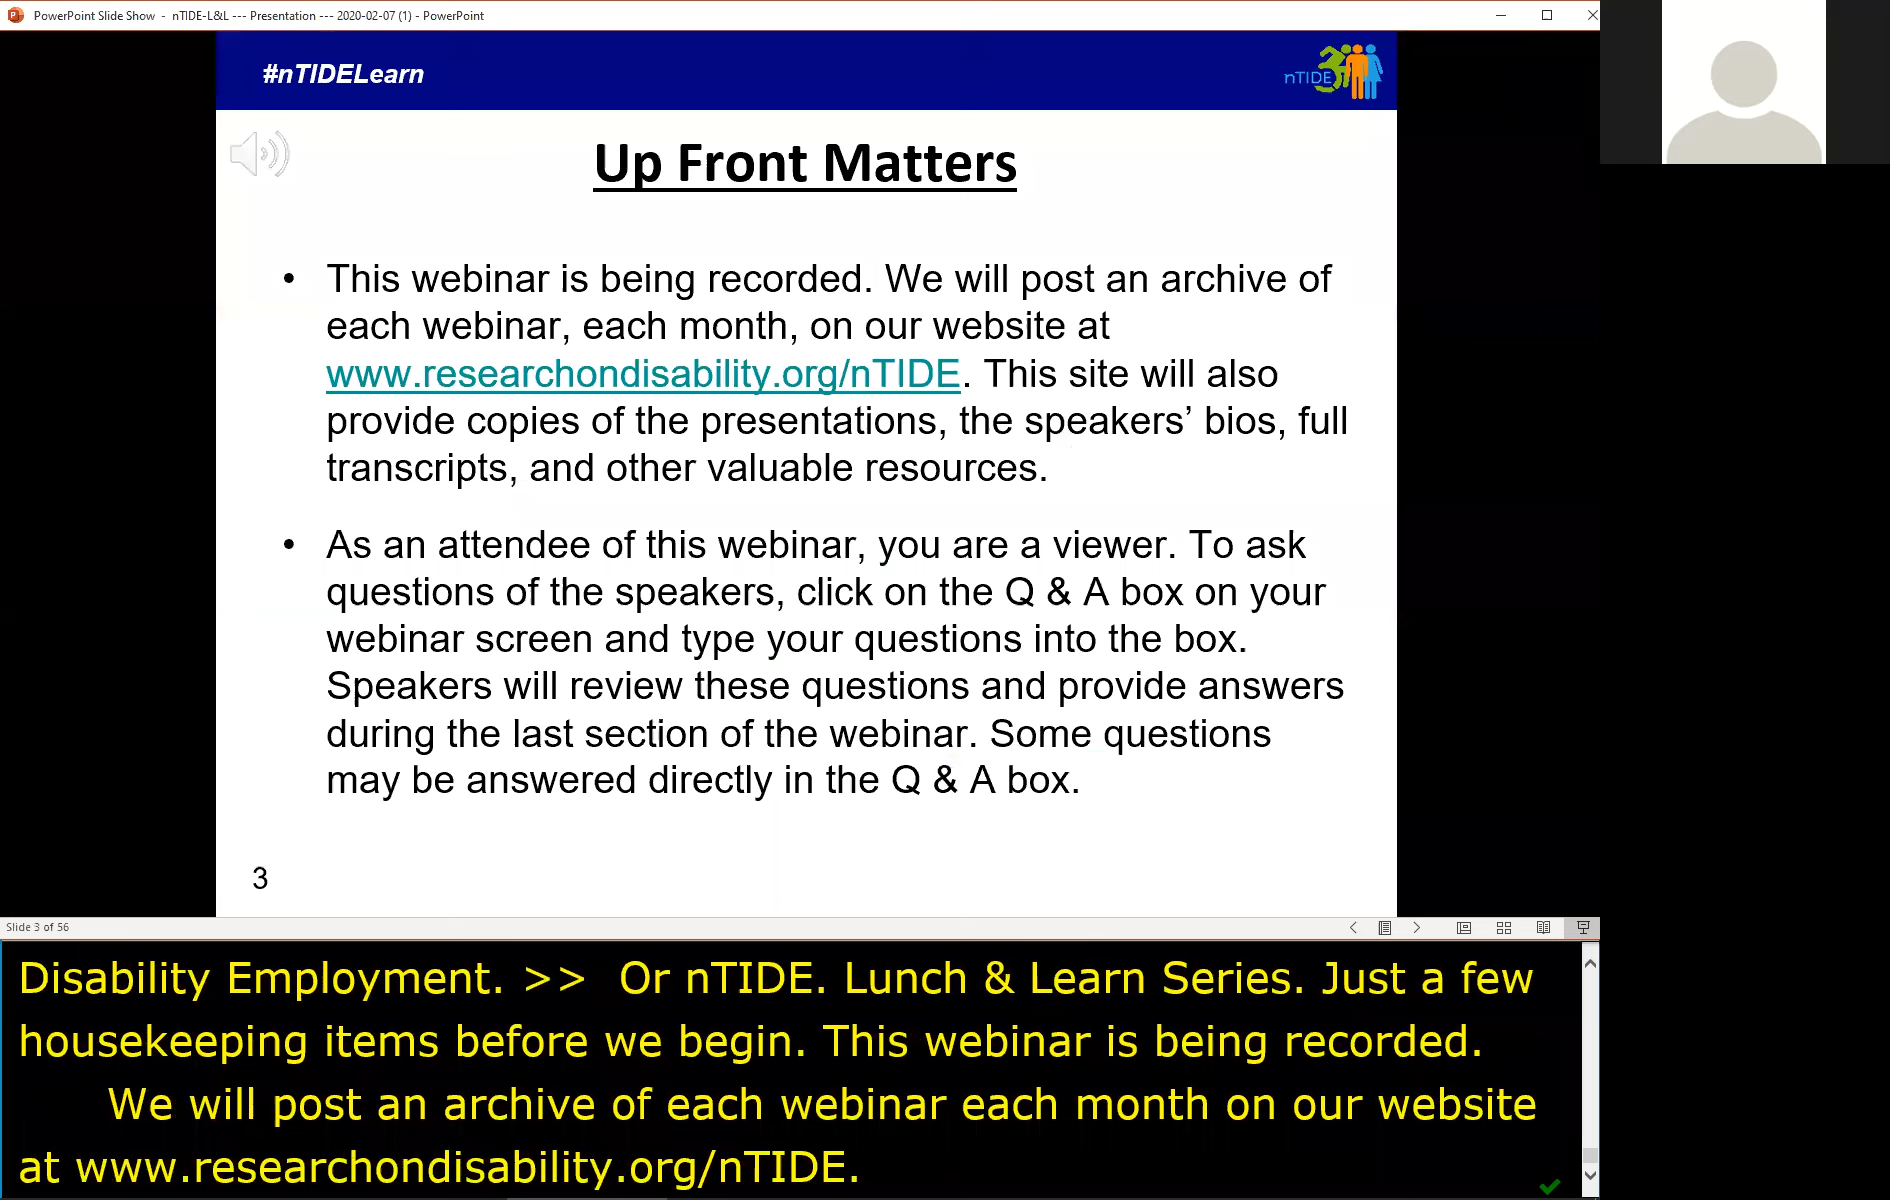 PowerPoint Slide Show - nTIDE-L&L --- Presentation --- 2020-02-07 (1) - PowerPoint
#nTIDELearn
nTIDE
Up Front Matters
• This webinar is being recorded. We will post an archive of
each webinar, each month, on our website at
www.researchondisability.org/nTIDE. This site will also
provide copies of the presentations, the speakers’ bios, full
transcripts, and other valuable resources.
• As an attendee of this webinar, you are a viewer. To ask
questions of the speakers, click on the Q & A box on your
webinar screen and type your questions into the box.
Speakers will review these questions and provide answers
during the last section of the webinar. Some questions
may be answered directly in the Q & A box.
3
Slide 3 of 56
Disability Employment. >> Or nTIDE. Lunch & Learn Series. Just a few
housekeeping items before we begin. This webinar is being recorded.
We will post an archive of each webinar each month on our website
at www.researchondisability.org/nTIDE.